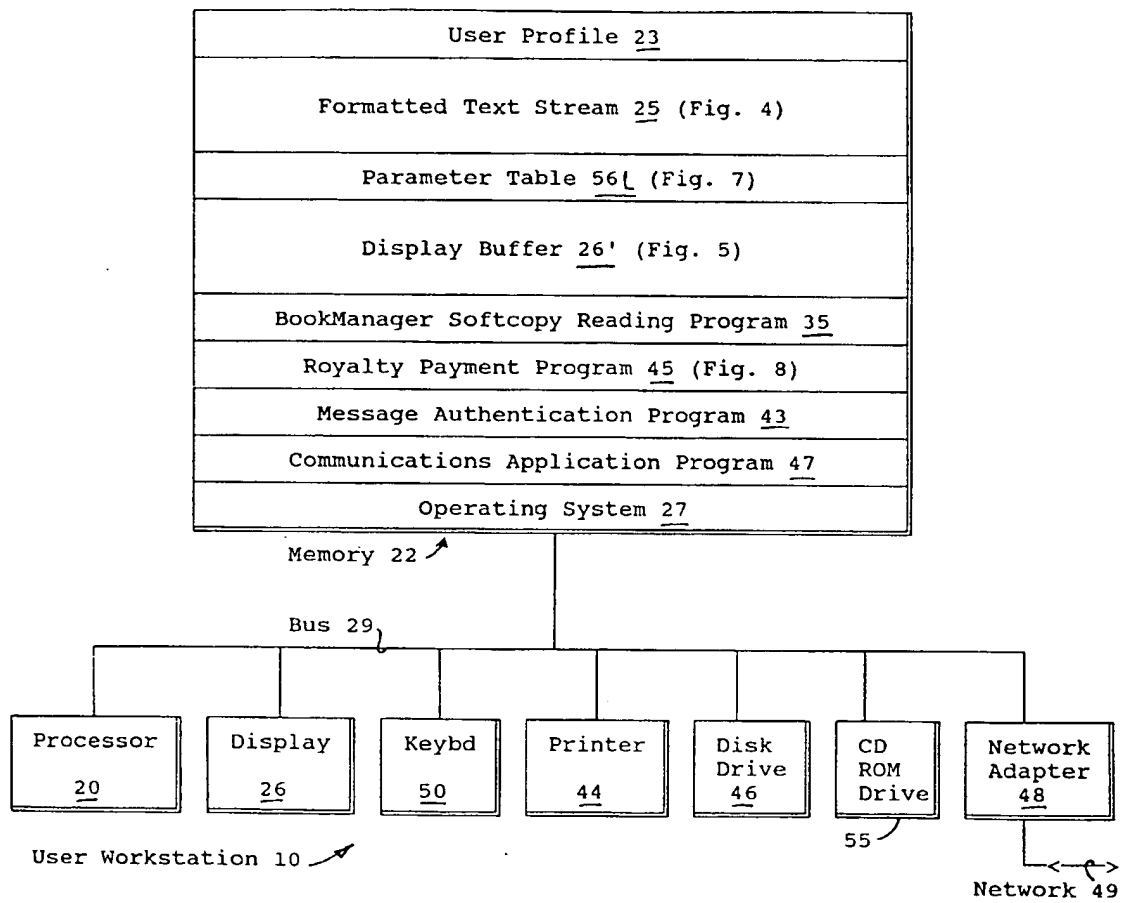 User Profile 23
Formatted Text Stream 25 (Fig. 4)
Parameter Table 56L (Fig. 7)
Display Buffer 26' (Fig. 5)
BookManager Softcopy Reading Program 35
Royalty Payment Program 45 (Fig. 8)
Message Authentication Program 43
Communications Application Program 47
Operating System 27
Memory 22
Bus 29
Processor
20
Display
26
Keybd
50
Printer
44
Disk
Drive
46
CD
ROM
Drive
55
Network
Adapter
48
User Workstation 10
Network 49